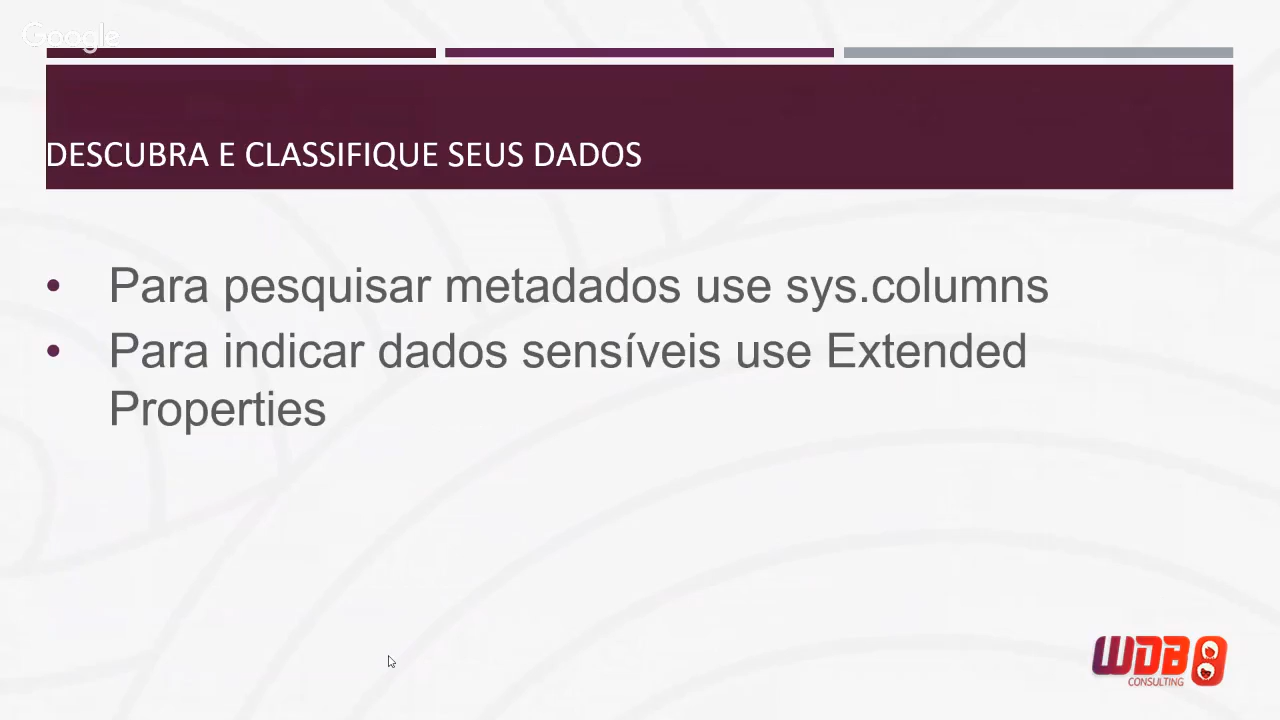 Google
DESCUBRA E CLASSIFIQUE SEUS DADOS
• Para pesquisar metadados use sys.columns
• Para indicar dados sensíveis use Extended
Properties
WDB8
CONSULTING